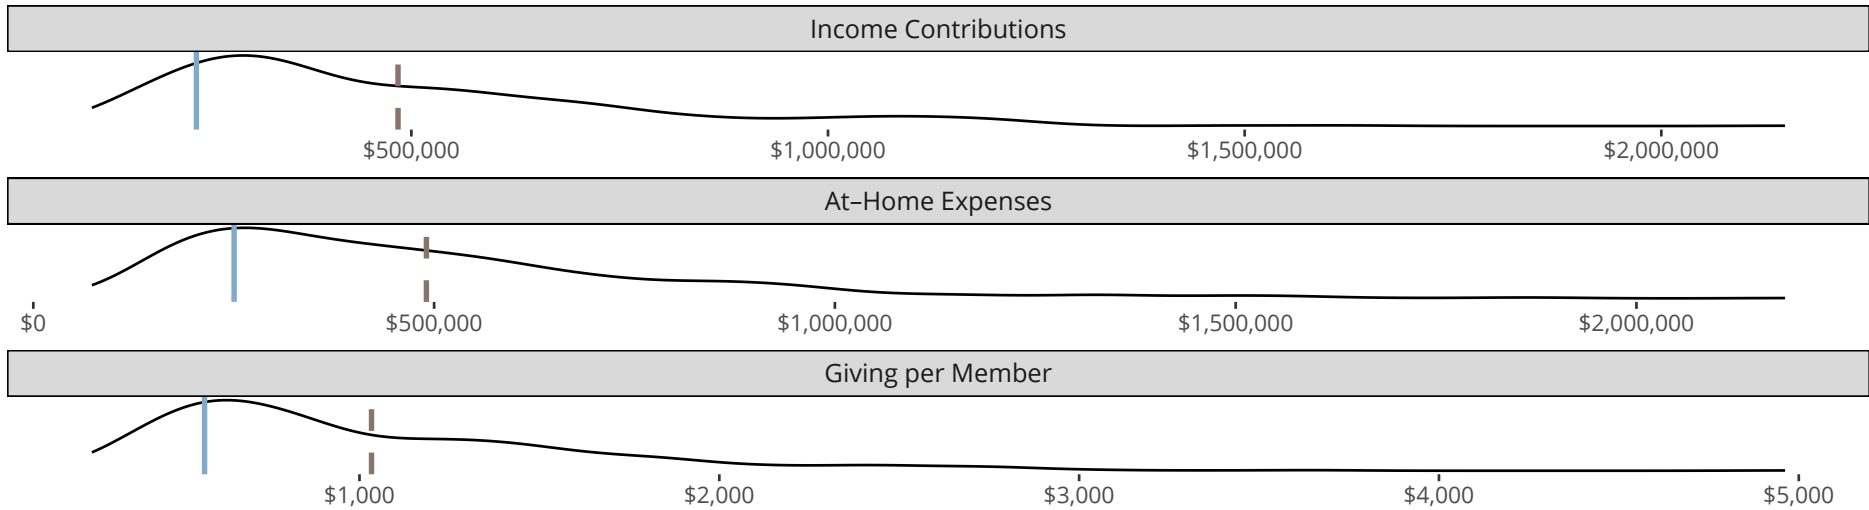 Income Contributions
$500,000 $1,000,000 $1,500,000 $2,000,000
At–Home Expenses
$0 $500,000 $1,000,000 $1,500,000 $2,000,000
Giving per Member
$1,000 $2,000 $3,000 $4,000 $5,000